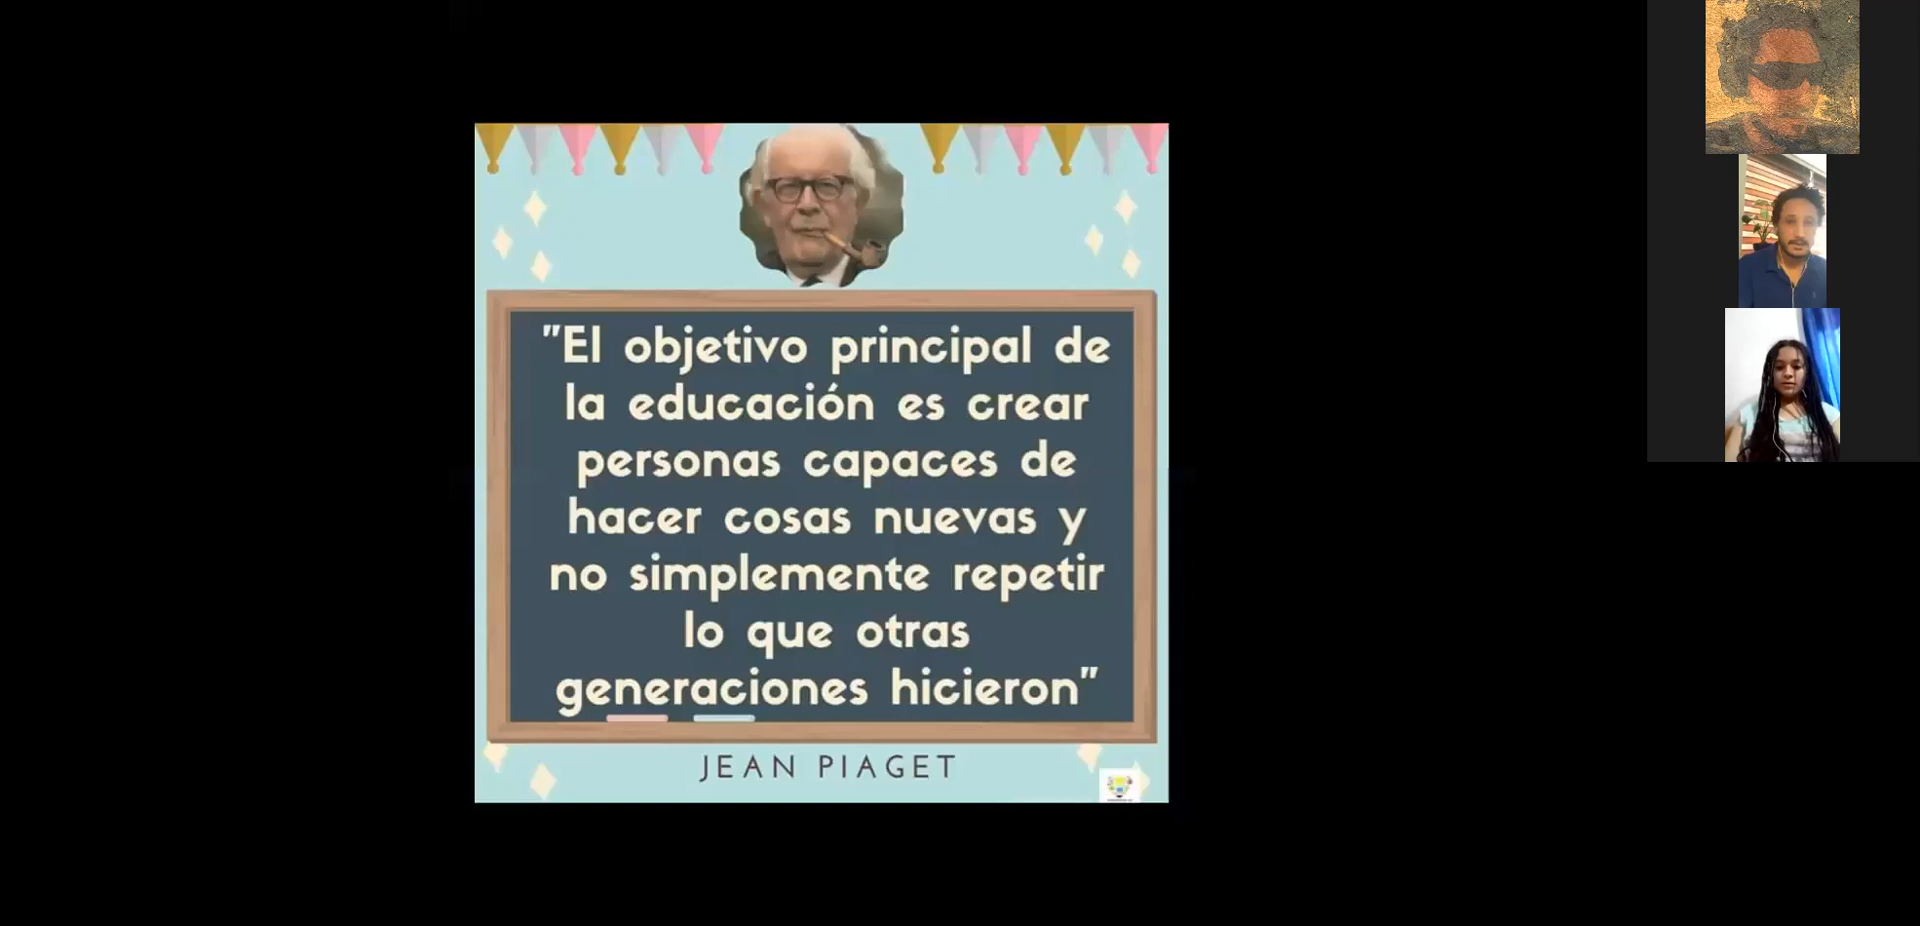 "El objetivo principal de
la educación es crear
personas capaces de
hacer cosas nuevas y
no simplemente repetir
lo que otras
generaciones hicieron"
JEAN PIAGET